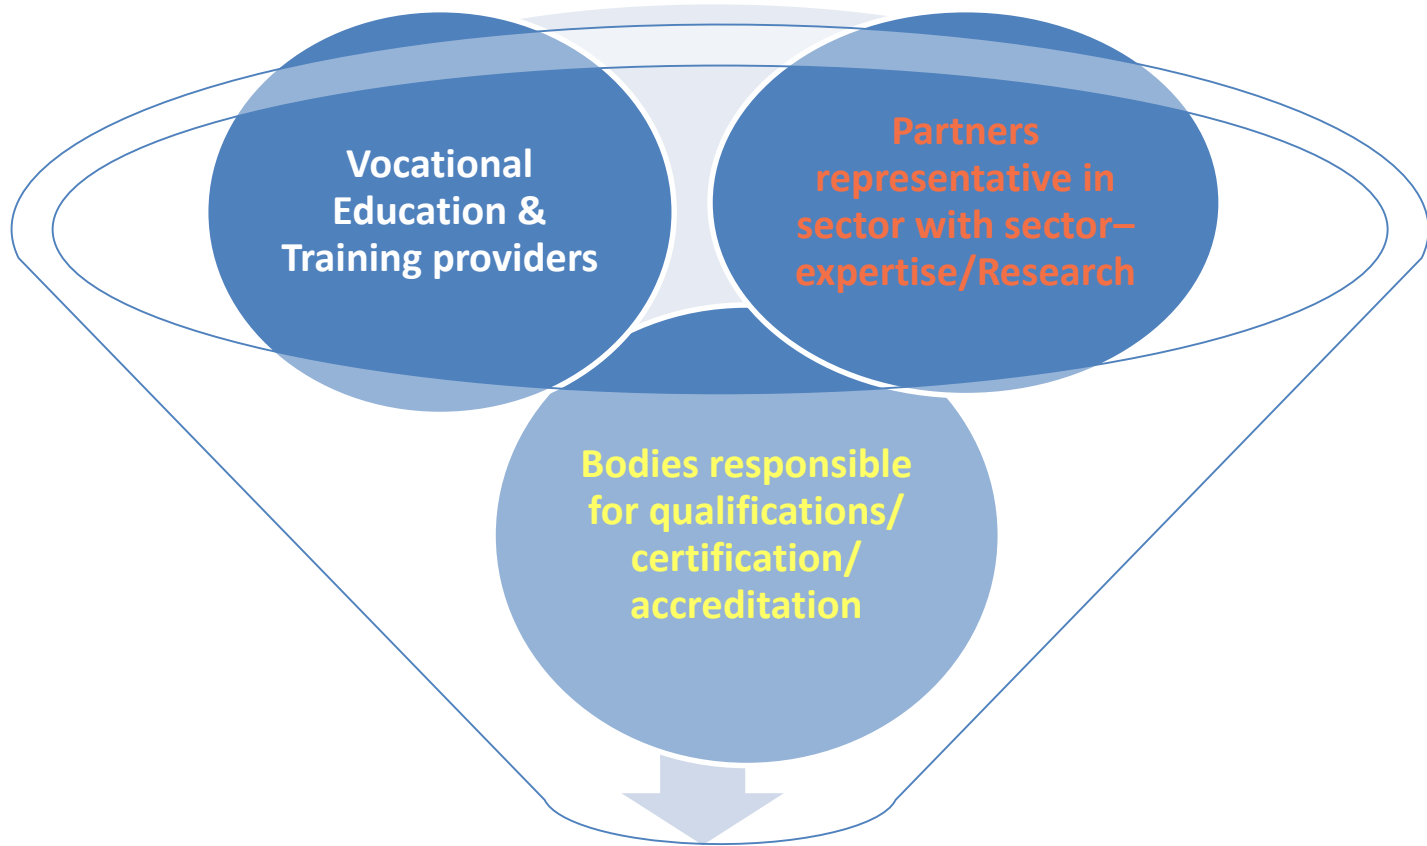 Vocational
Education &
Training providers
Partners
representative in
sector with sector–
expertise/Research
Bodies responsible
for qualifications/
certification/
accreditation